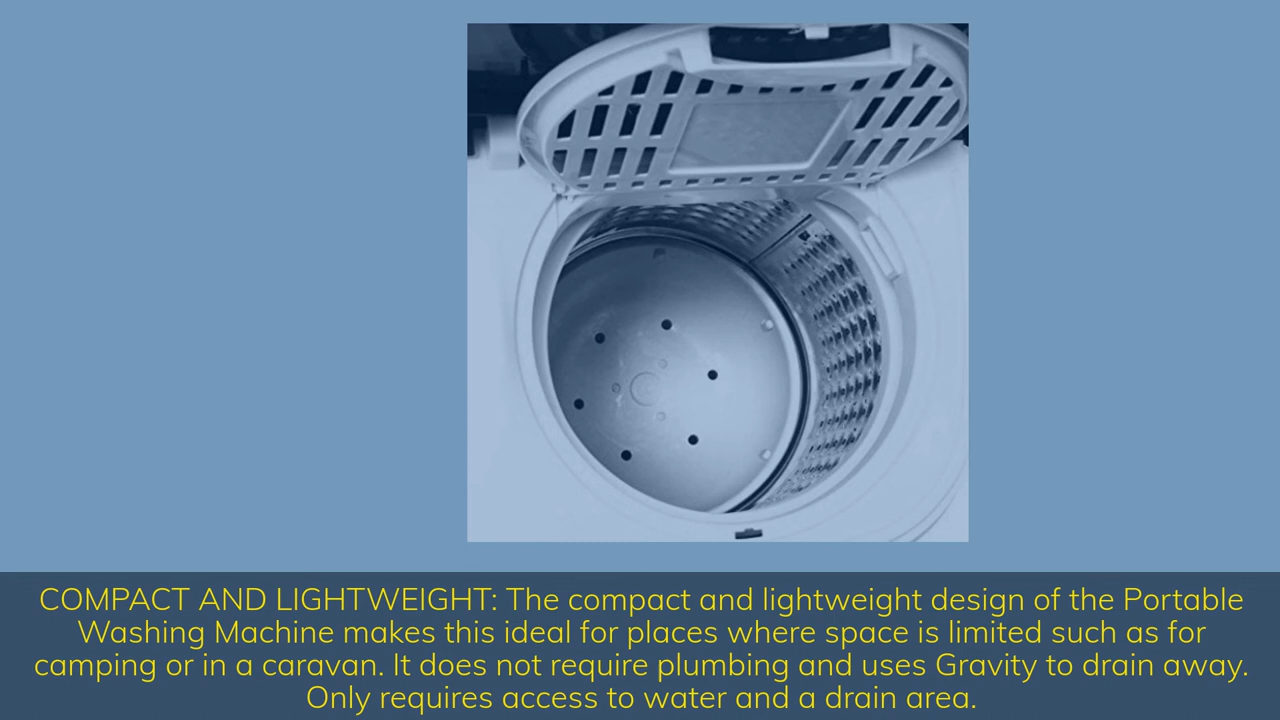 COMPACT AND LIGHTWEIGHT: The compact and lightweight design of the Portable
Washing Machine makes this ideal for places where space is limited such as for
camping or in a caravan. It does not require plumbing and uses Gravity to drain away.
Only requires access to water and a drain area.